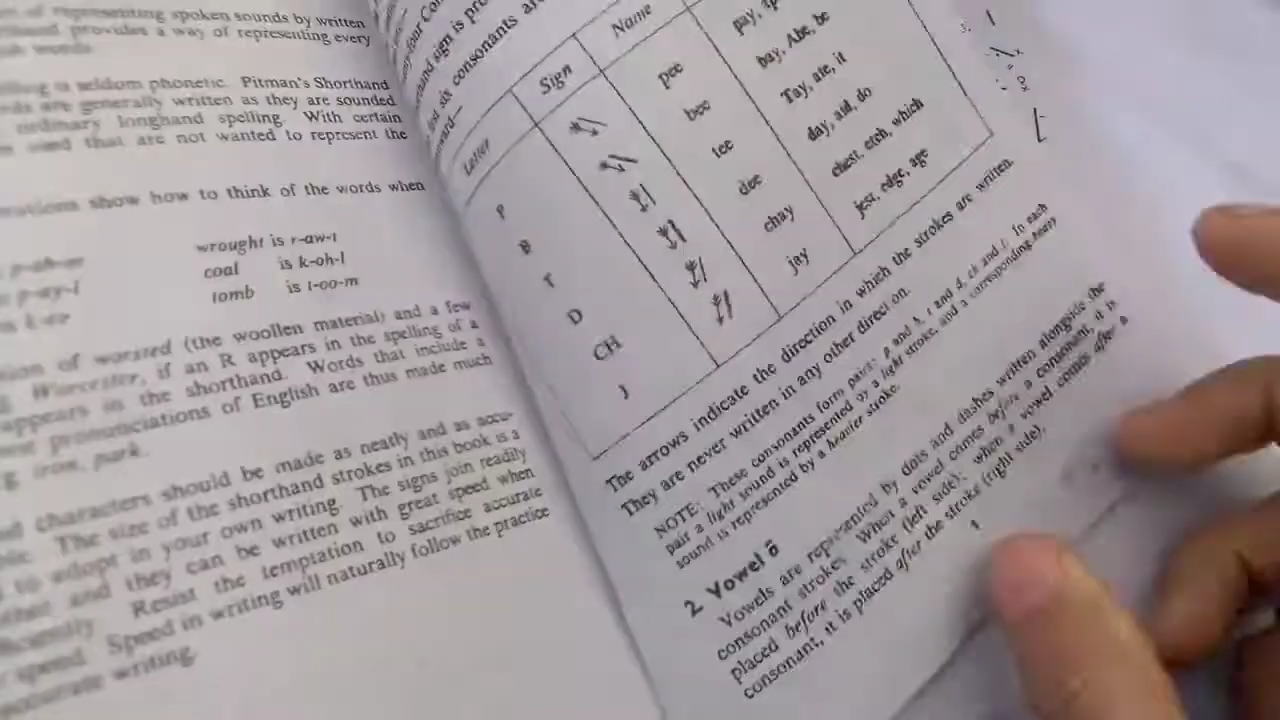 of representing spoken sounds by written
provides a way of representing every
words
is seldom phonetic. Pitman's Shorthand
are generally written as they are sounded
ordinary longhand spelling. With certain
used that are not wanted to represent the
show how to think of the words when
wrought is r-aw-t
coal is k-oh-l
tomb is t-oo-m
of worsted (the woollen material) and a few
Worcester, if an R appears in the spelling of a
appears in the shorthand. Words that include a
pronunciations of English are thus made much
iron, park.
characters should be made as neatly and as
The size of the shorthand strokes in this book is a
to adopt in your own writing. The signs join readily
and they can be written with great speed when
Resist the temptation to sacrifice accurate
speed. Speed in writing will naturally follow the practice
accurate writing.
sign is
six consonants are
Letter Sign Name
P pee pay,
B bee bay, Abe, be
T tee Tay, ate, it
D dee day, aid, do
CH chay chest, etch, which
J jay jest, edge, age
The arrows indicate the direction in which the strokes are written.
They are never written in any other direction.
NOTE: These consonants form pairs: p and b, t and d, ch and j. In each
pair a light sound is represented by a light stroke, and a corresponding heavy
sound is represented by a heavier stroke.
2 Vowel
Vowels are represented by dots and dashes written alongside the
consonant strokes. When a vowel comes before a consonant, it is
placed before the stroke (left side); when a vowel comes after a
consonant, it is placed after the stroke (right side).